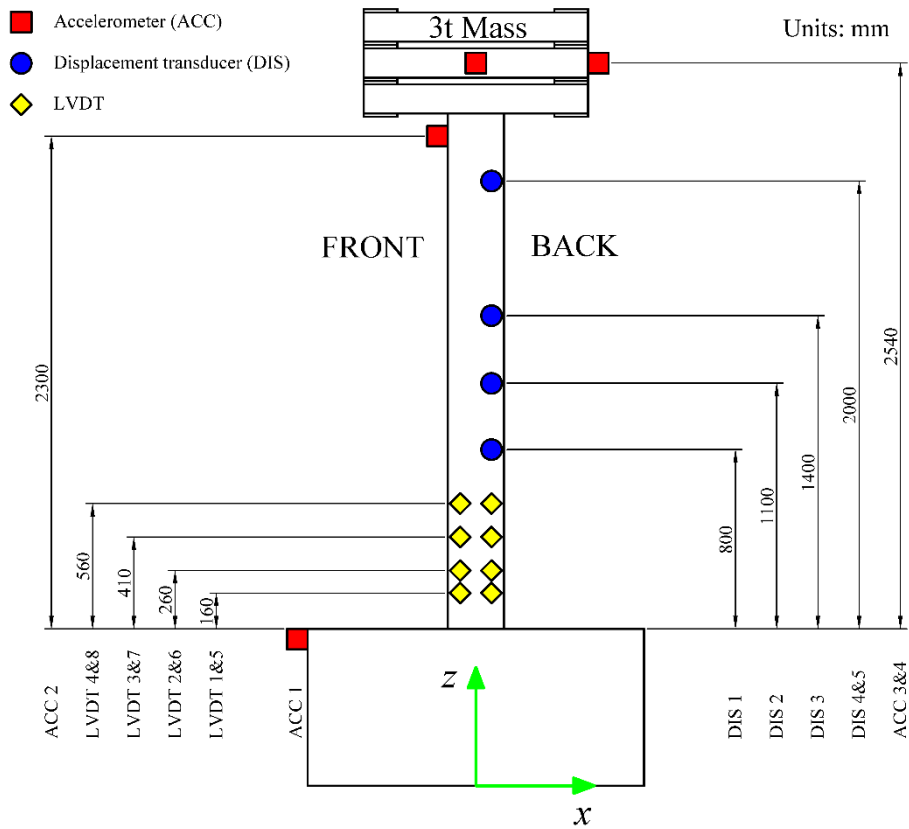 Accelerometer (ACC)
Displacement transducer (DIS)
LVDT
3t Mass
Units: mm
FRONT
BACK
2300
560
410
260
160
800
1100
1400
2000
2540
ACC 2
LVDT 4&8
LVDT 3&7
LVDT 2&6
LVDT 1&5
ACC 1
DIS 1
DIS 2
DIS 3
DIS 4&5
ACC 3&4
z
x